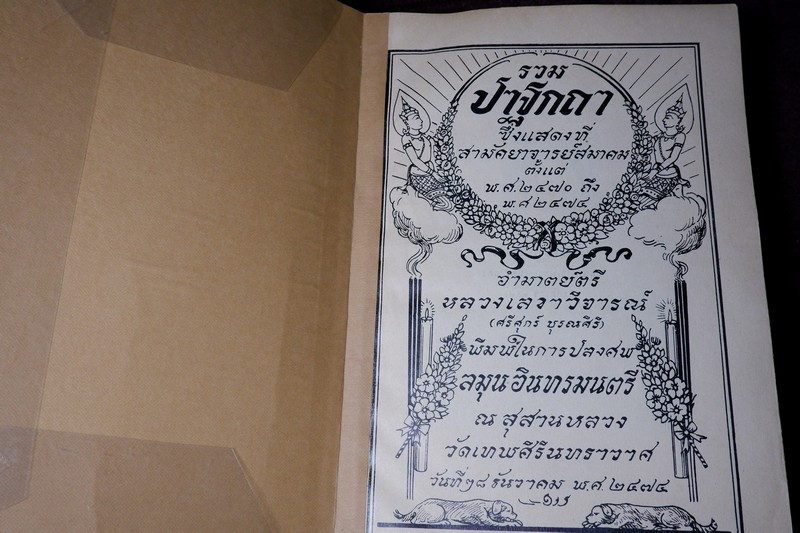 รวม
ปาฐกถา
ซึ่งแสดงที่
สามัคยาจารย์สมาคม
ตั้งแต่
พ.ศ.๒๔๗๐ ถึง
พ.ศ ๒๔๗๔
อำมาตย์ตรี
หลวงเลขาวิจารณ์
(ศรีศุกร์ บุรณศิริ)
พิมพ์ในการปลงศพ
ลมุนอินทรมนตรี
ณ สุสานหลวง
วัดเทพศิรินทราวาศ
วันที่ ๑๘ ธันวาคม พ.ศ ๒๔๗๔